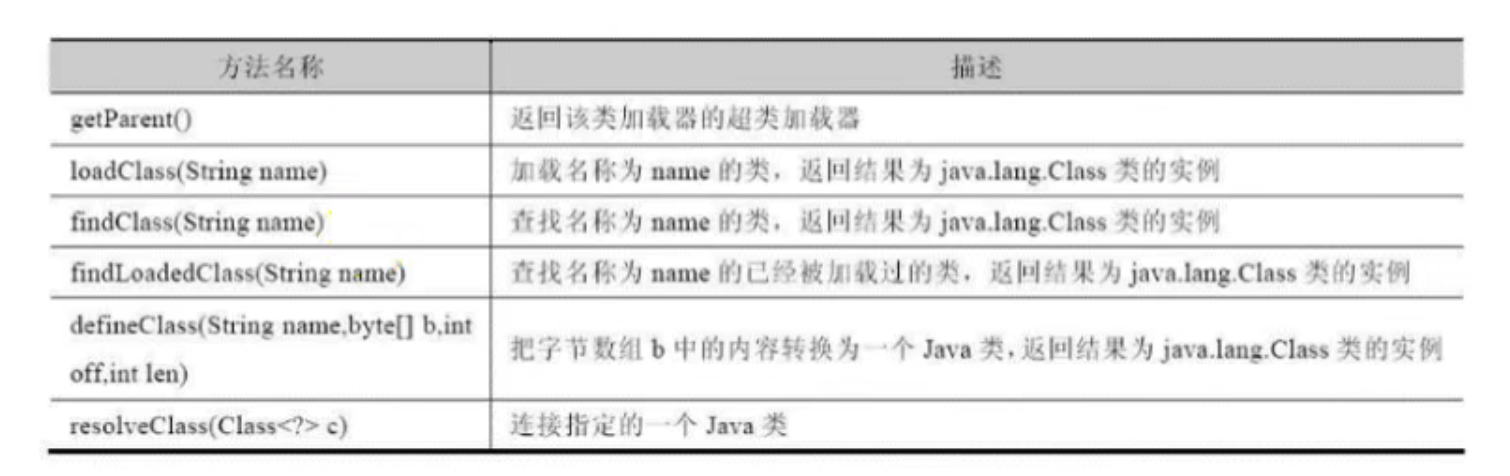 方法名称 描述
getParent() 返回该类加载器的超类加载器
loadClass(String name) 加载名称为 name 的类，返回结果为 java.lang.Class 类的实例
findClass(String name) 查找名称为 name 的类，返回结果为 java.lang.Class 类的实例
findLoadedClass(String name) 查找名称为 name 的已经被加载过的类，返回结果为 java.lang.Class 类的实例
defineClass(String name,byte[] b,int
off,int len)
把字节数组 b 中的内容转换为一个 Java 类,返回结果为 java.lang.Class 类的实例
resolveClass(Class<?> c) 连接指定的一个 Java 类